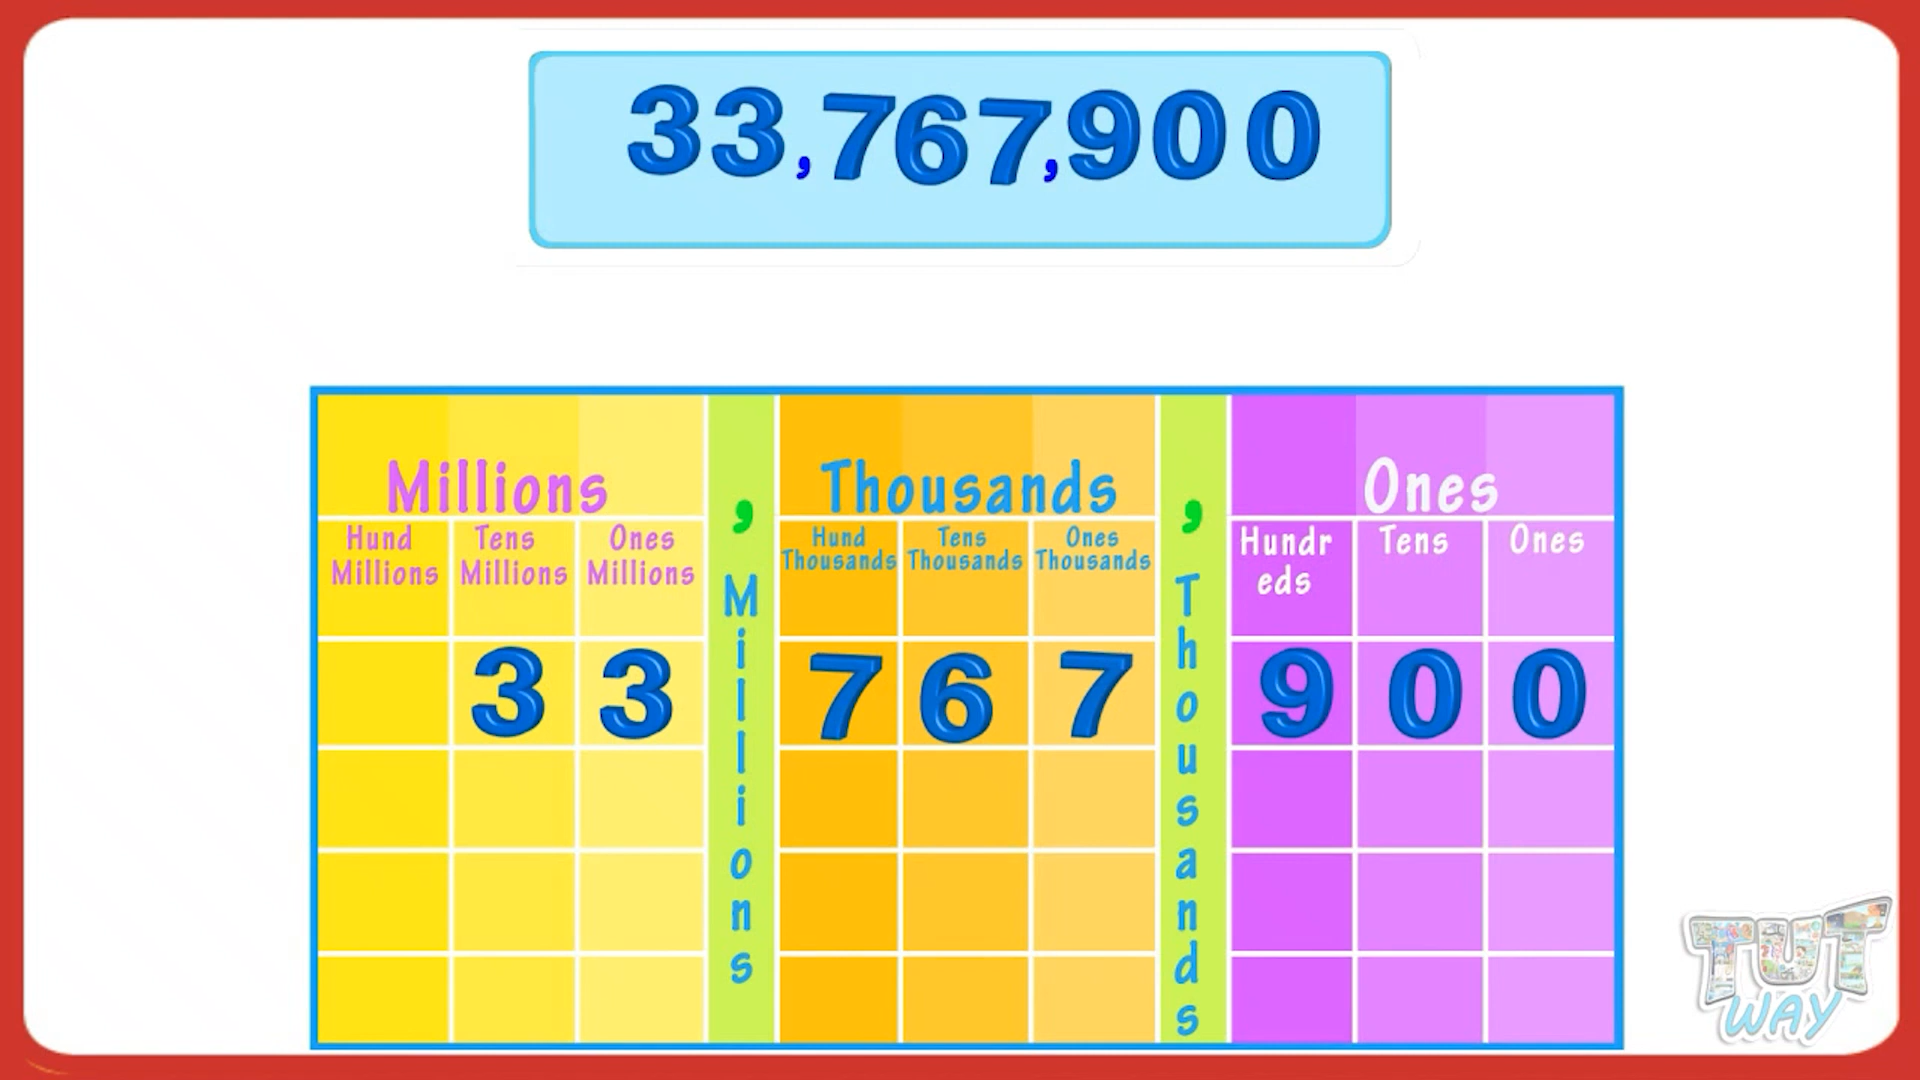 33,767,900
Millions , Thousands , Ones
Hund Millions Tens Millions Ones Millions Millions Hund Thousands Tens Thousands Ones Thousands Thousands Hundr eds Tens Ones
3 3 7 6 7 9 0 0
TUT
WAY